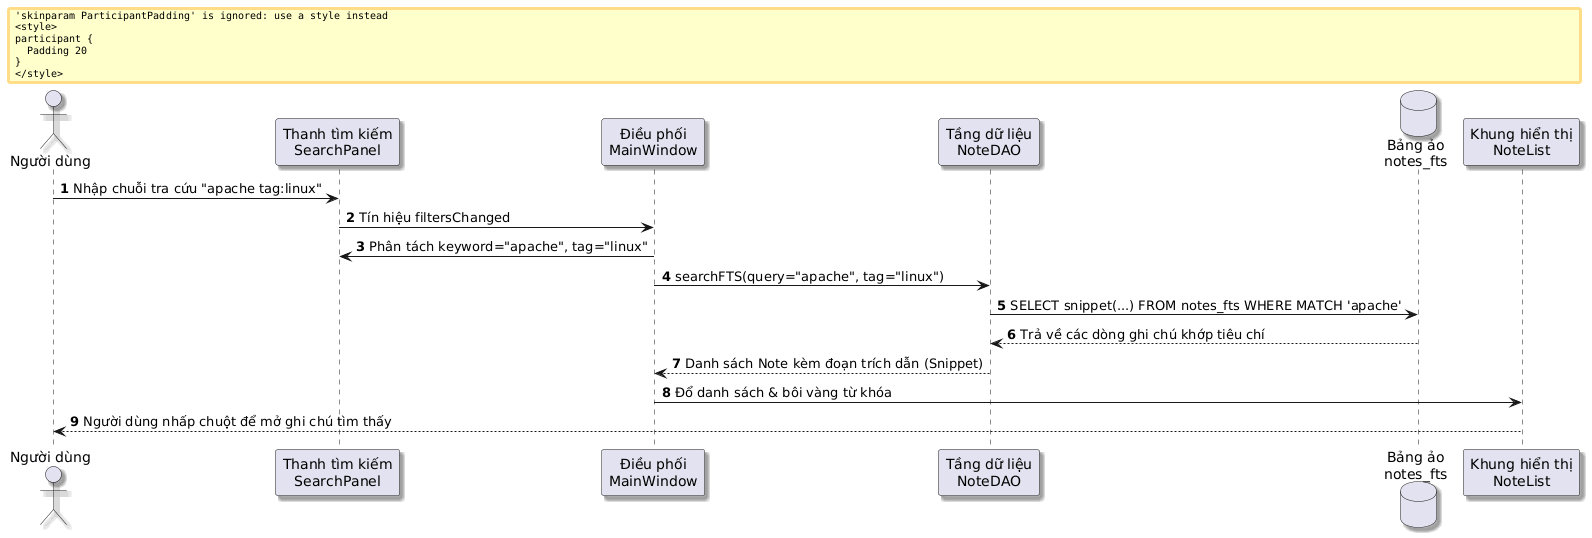 'skinparam ParticipantPadding' is ignored: use a style instead
<style>
participant {
  Padding 20
}
</style>
Người dùng
Thanh tìm kiếm
SearchPanel
Điều phối
MainWindow
Tầng dữ liệu
NoteDAO
Bảng ảo
notes_fts
Khung hiển thị
NoteList
1 Nhập chuỗi tra cứu "apache tag:linux"
2 Tín hiệu filtersChanged
3 Phân tách keyword="apache", tag="linux"
4 searchFTS(query="apache", tag="linux")
5 SELECT snippet(...) FROM notes_fts WHERE MATCH 'apache'
6 Trả về các dòng ghi chú khớp tiêu chí
7 Danh sách Note kèm đoạn trích dẫn (Snippet)
8 Đổ danh sách & bôi vàng từ khóa
9 Người dùng nhấp chuột để mở ghi chú tìm thấy
Người dùng
Thanh tìm kiếm
SearchPanel
Điều phối
MainWindow
Tầng dữ liệu
NoteDAO
Bảng ảo
notes_fts
Khung hiển thị
NoteList